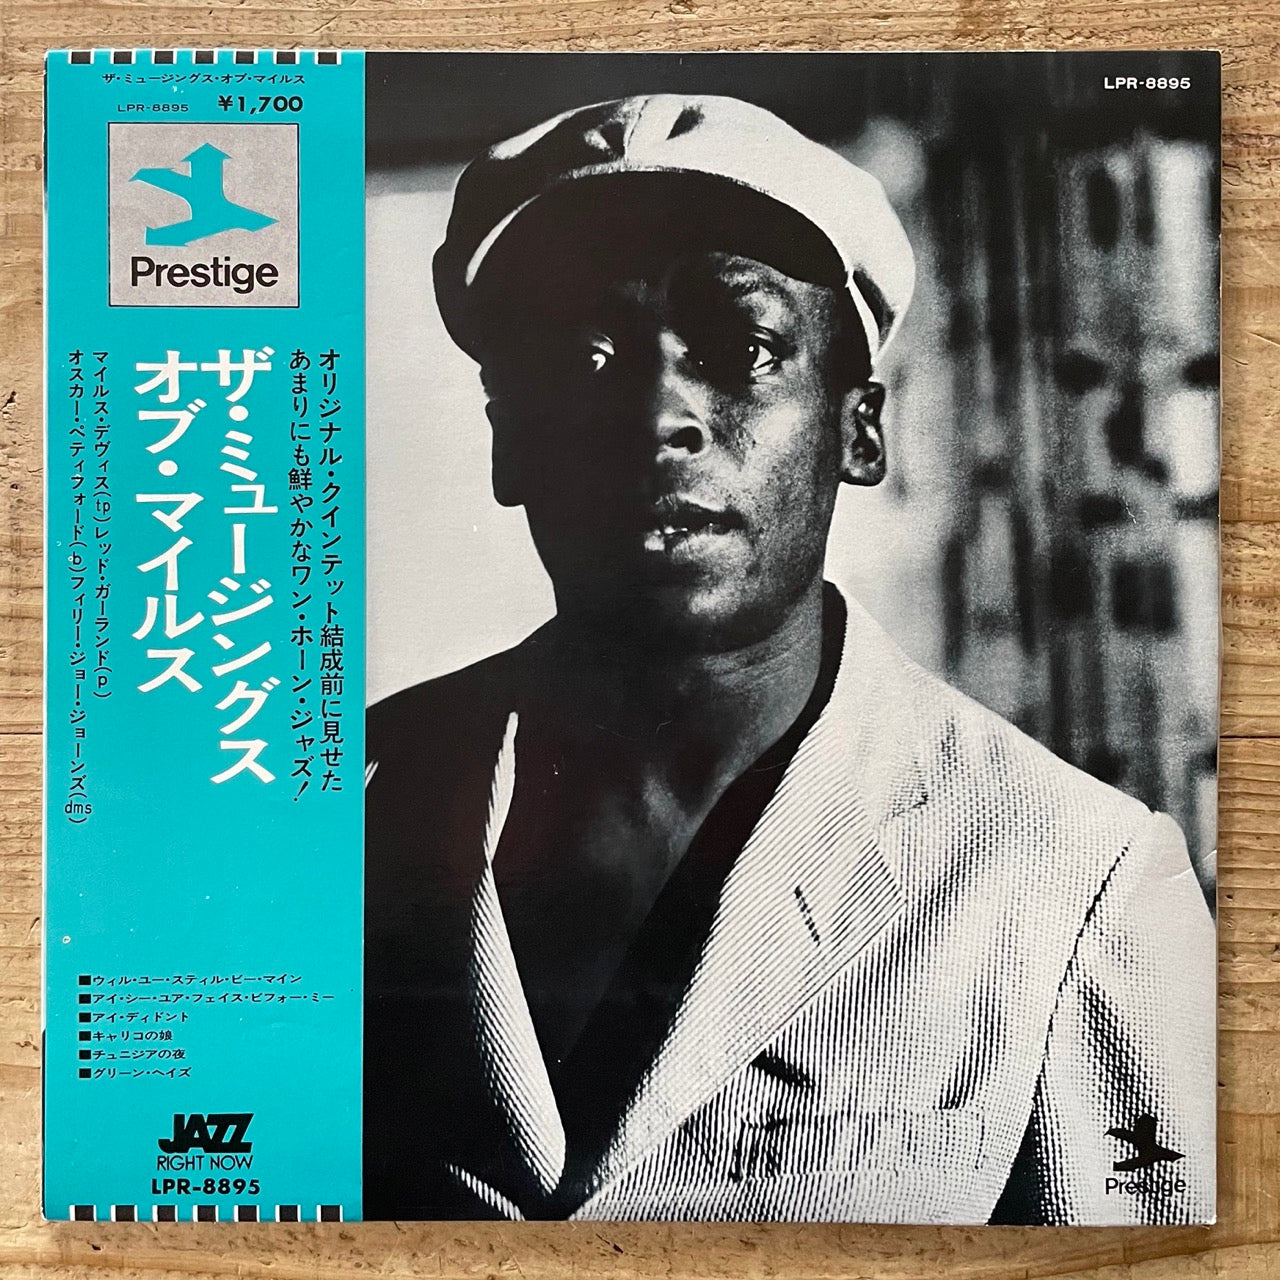 ザ・ミュージングス・オブ・マイルス
LPR-8895 ¥1,700
Prestige
オリジナル・クインテット結成前に見せた
あまりにも鮮やかなワン・ホーン・ジャズ!
ザ・ミュージングス
オブ・マイルス
マイルス・デヴィス(tp)レッド・ガーランド(p)
オスカー・ペティフォード(b)フィリー・ジョー・ジョーンズ(dms)
■ウィル・ユー・スティル・ビー・マイン
■アイ・シー・ユア・フェイス・ビフォー・ミー
■アイ・ディドント
■キャリコの娘
■チュニジアの夜
■グリーン・ヘイズ
JAZZ
RIGHT NOW
LPR-8895
LPR-8895
Prestige